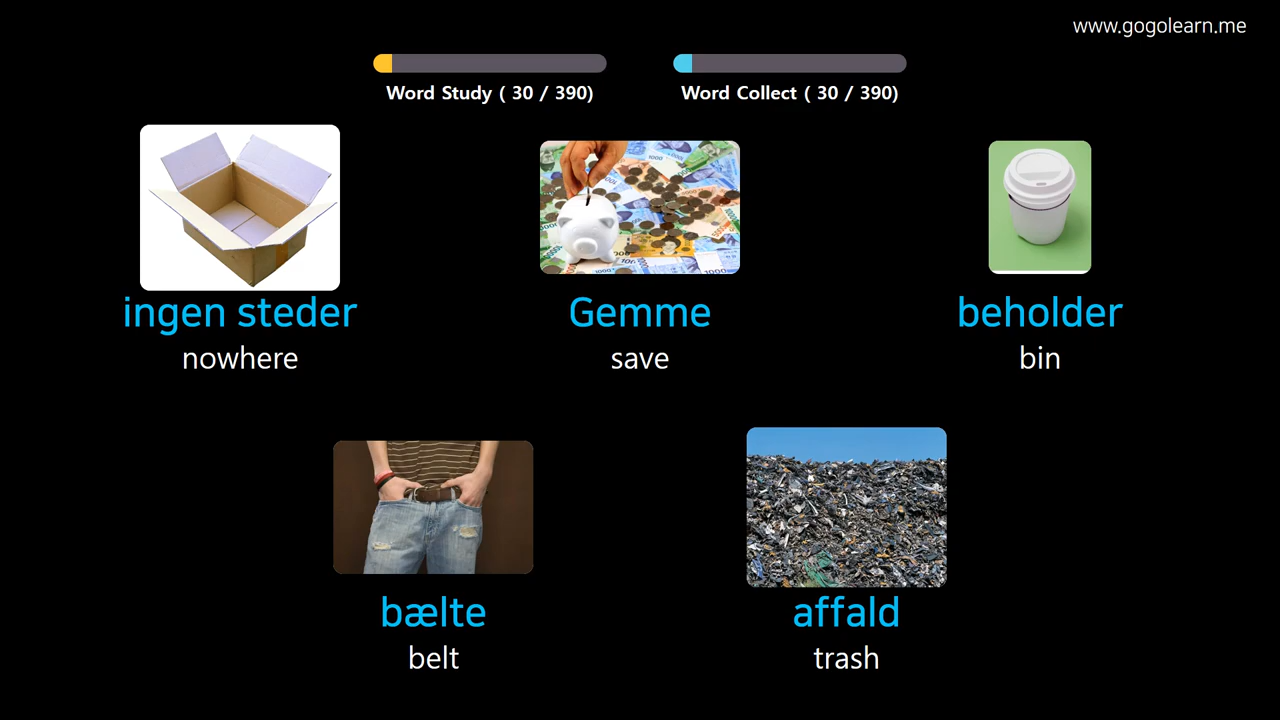 www.gogolearn.me
Word Study ( 30 / 390)
Word Collect ( 30 / 390)
ingen steder
nowhere
Gemme
save
beholder
bin
bælte
belt
affald
trash